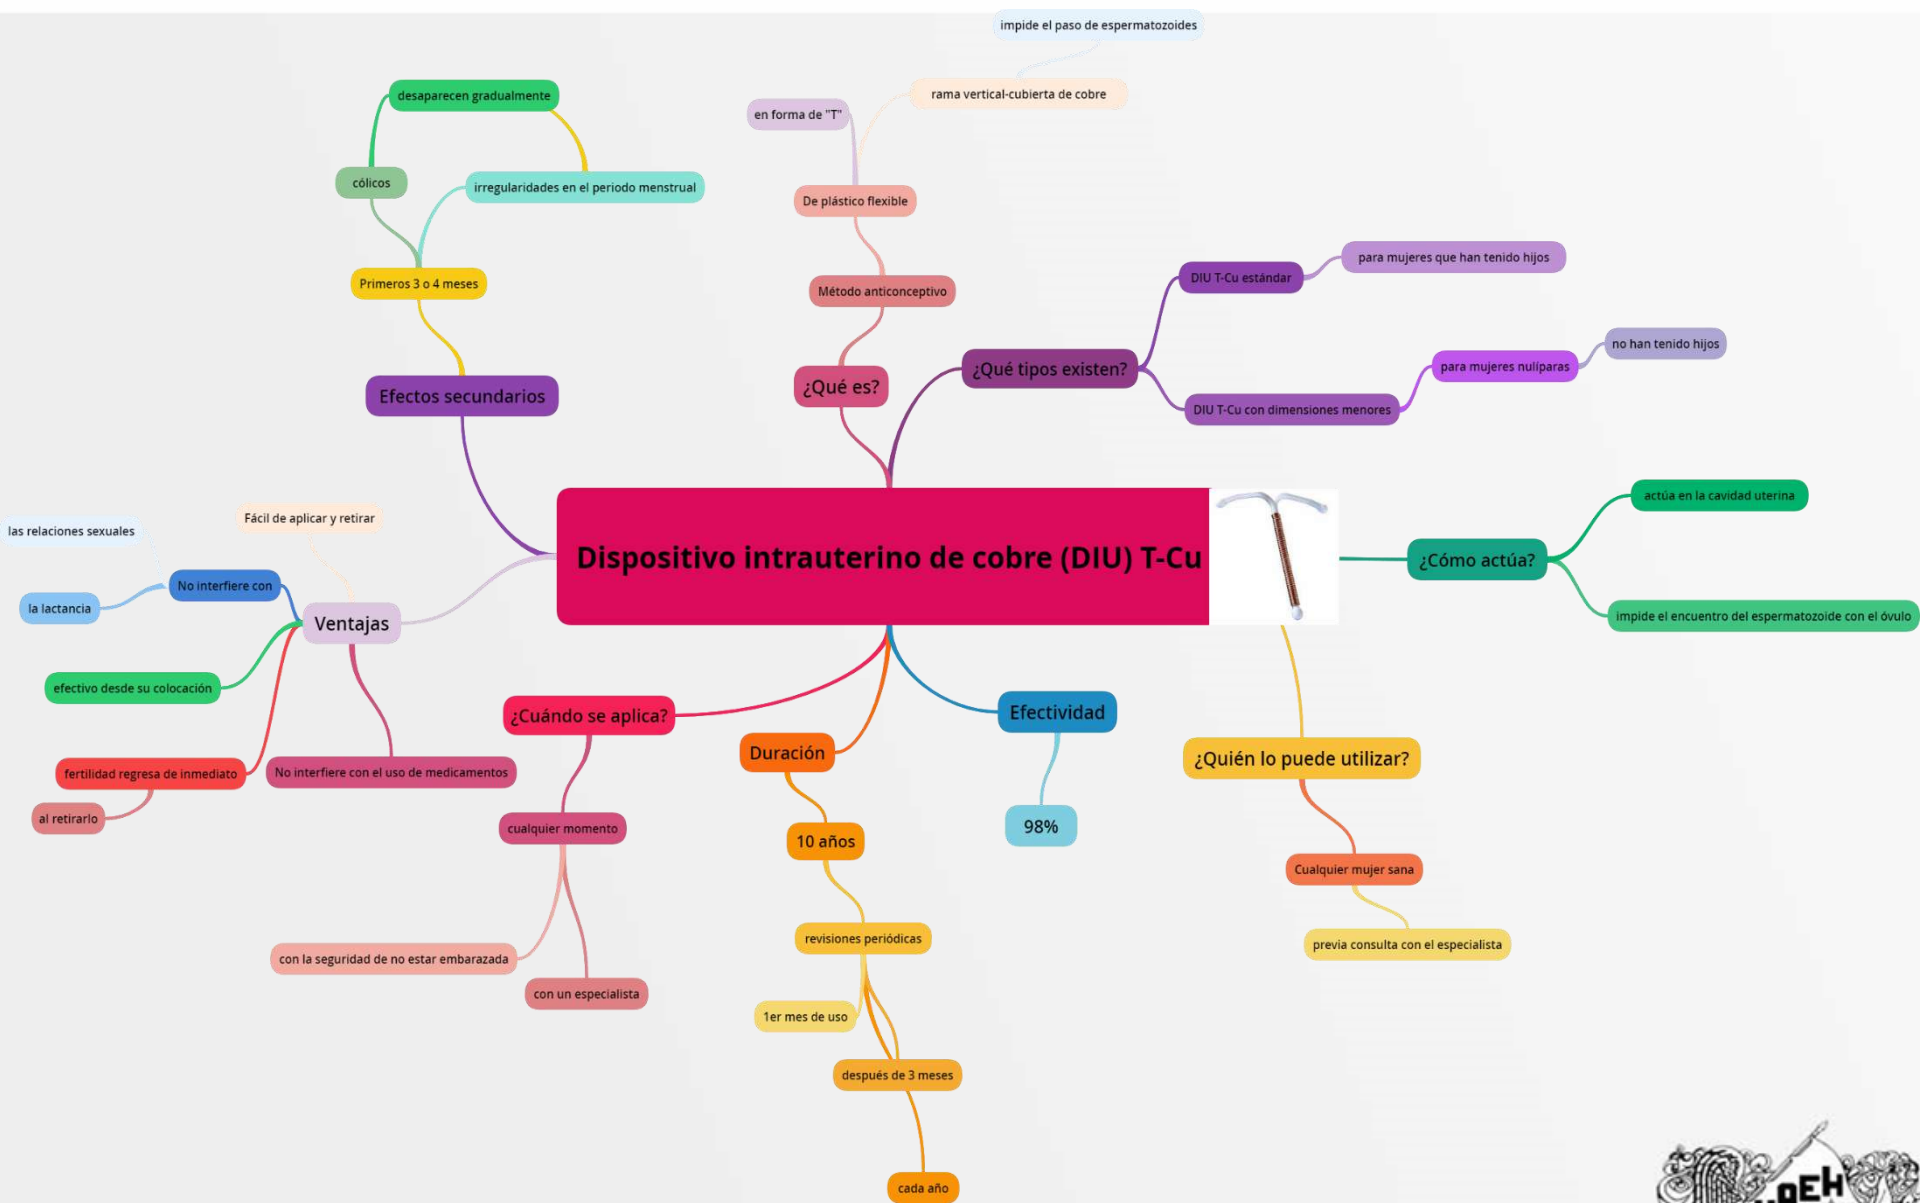 impide el paso de espermatozoides
rama vertical-cubierta de cobre
en forma de "T"
De plástico flexible
Método anticonceptivo
¿Qué es?
desaparecen gradualmente
cólicos
irregularidades en el periodo menstrual
Primeros 3 o 4 meses
Efectos secundarios
¿Qué tipos existen?
DIU T-Cu estándar
para mujeres que han tenido hijos
DIU T-Cu con dimensiones menores
para mujeres nulíparas
no han tenido hijos
Dispositivo intrauterino de cobre (DIU) T-Cu
¿Cómo actúa?
actúa en la cavidad uterina
impide el encuentro del espermatozoide con el óvulo
Ventajas
Fácil de aplicar y retirar
No interfiere con
las relaciones sexuales
la lactancia
efectivo desde su colocación
fertilidad regresa de inmediato
al retirarlo
No interfiere con el uso de medicamentos
¿Cuándo se aplica?
cualquier momento
con la seguridad de no estar embarazada
con un especialista
Duración
10 años
revisiones periódicas
1er mes de uso
después de 3 meses
cada año
Efectividad
98%
¿Quién lo puede utilizar?
Cualquier mujer sana
previa consulta con el especialista